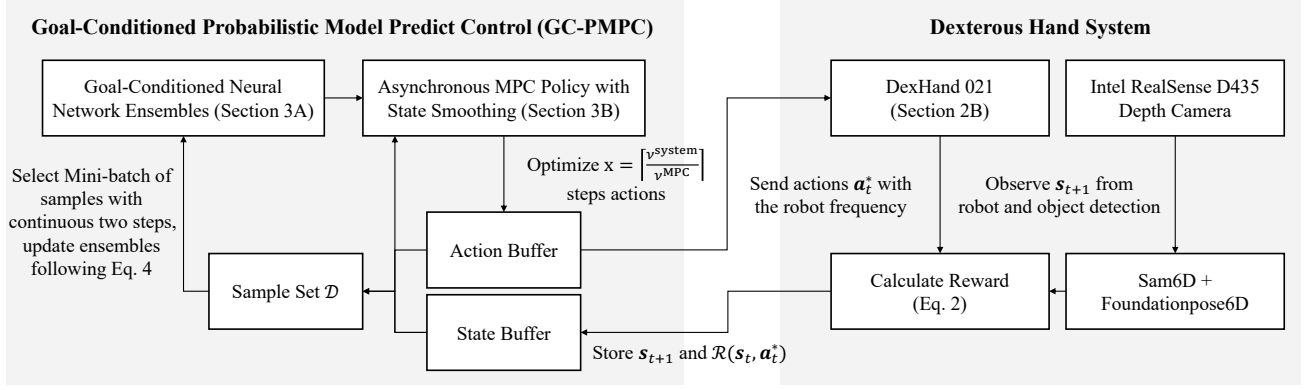 Goal-Conditioned Probabilistic Model Predict Control (GC-PMPC)
Goal-Conditioned Neural
Network Ensembles (Section 3A)
Asynchronous MPC Policy with
State Smoothing (Section 3B)
Select Mini-batch of
samples with
continuous two steps,
update ensembles
following Eq. 4
Optimize x = ⌈ν^system/ν^MPC⌉
steps actions
Action Buffer
Sample Set 𝒟
State Buffer
Store s_{t+1} and ℛ(s_t, a_t^*)
Dexterous Hand System
DexHand 021
(Section 2B)
Intel RealSense D435
Depth Camera
Send actions a_t^* with
the robot frequency
Observe s_{t+1} from
robot and object detection
Calculate Reward
(Eq. 2)
Sam6D +
Foundationpose6D